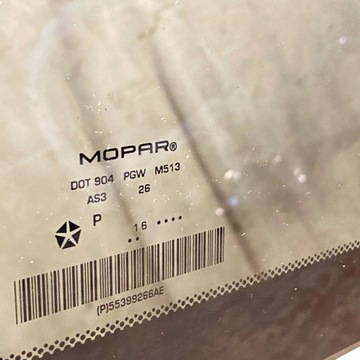 MOPAR®
DOT 904 PGW M513
AS3 26
P 16 ••••
••
(P)55399266AE